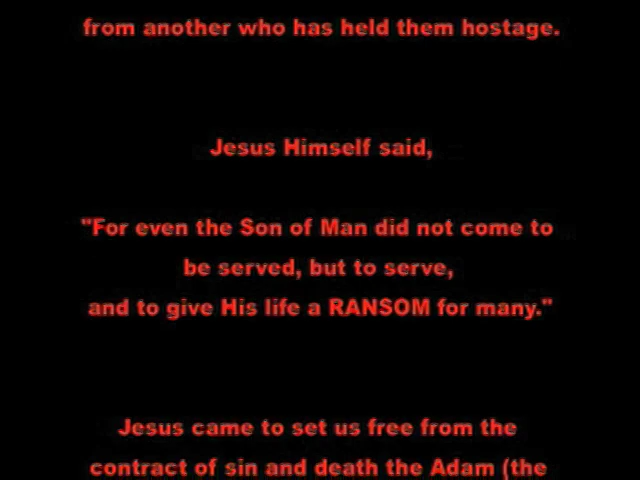 from another who has held them hostage.
Jesus Himself said,
"For even the Son of Man did not come to
be served, but to serve,
and to give His life a RANSOM for many."
Jesus came to set us free from the
contract of sin and death the Adam (the